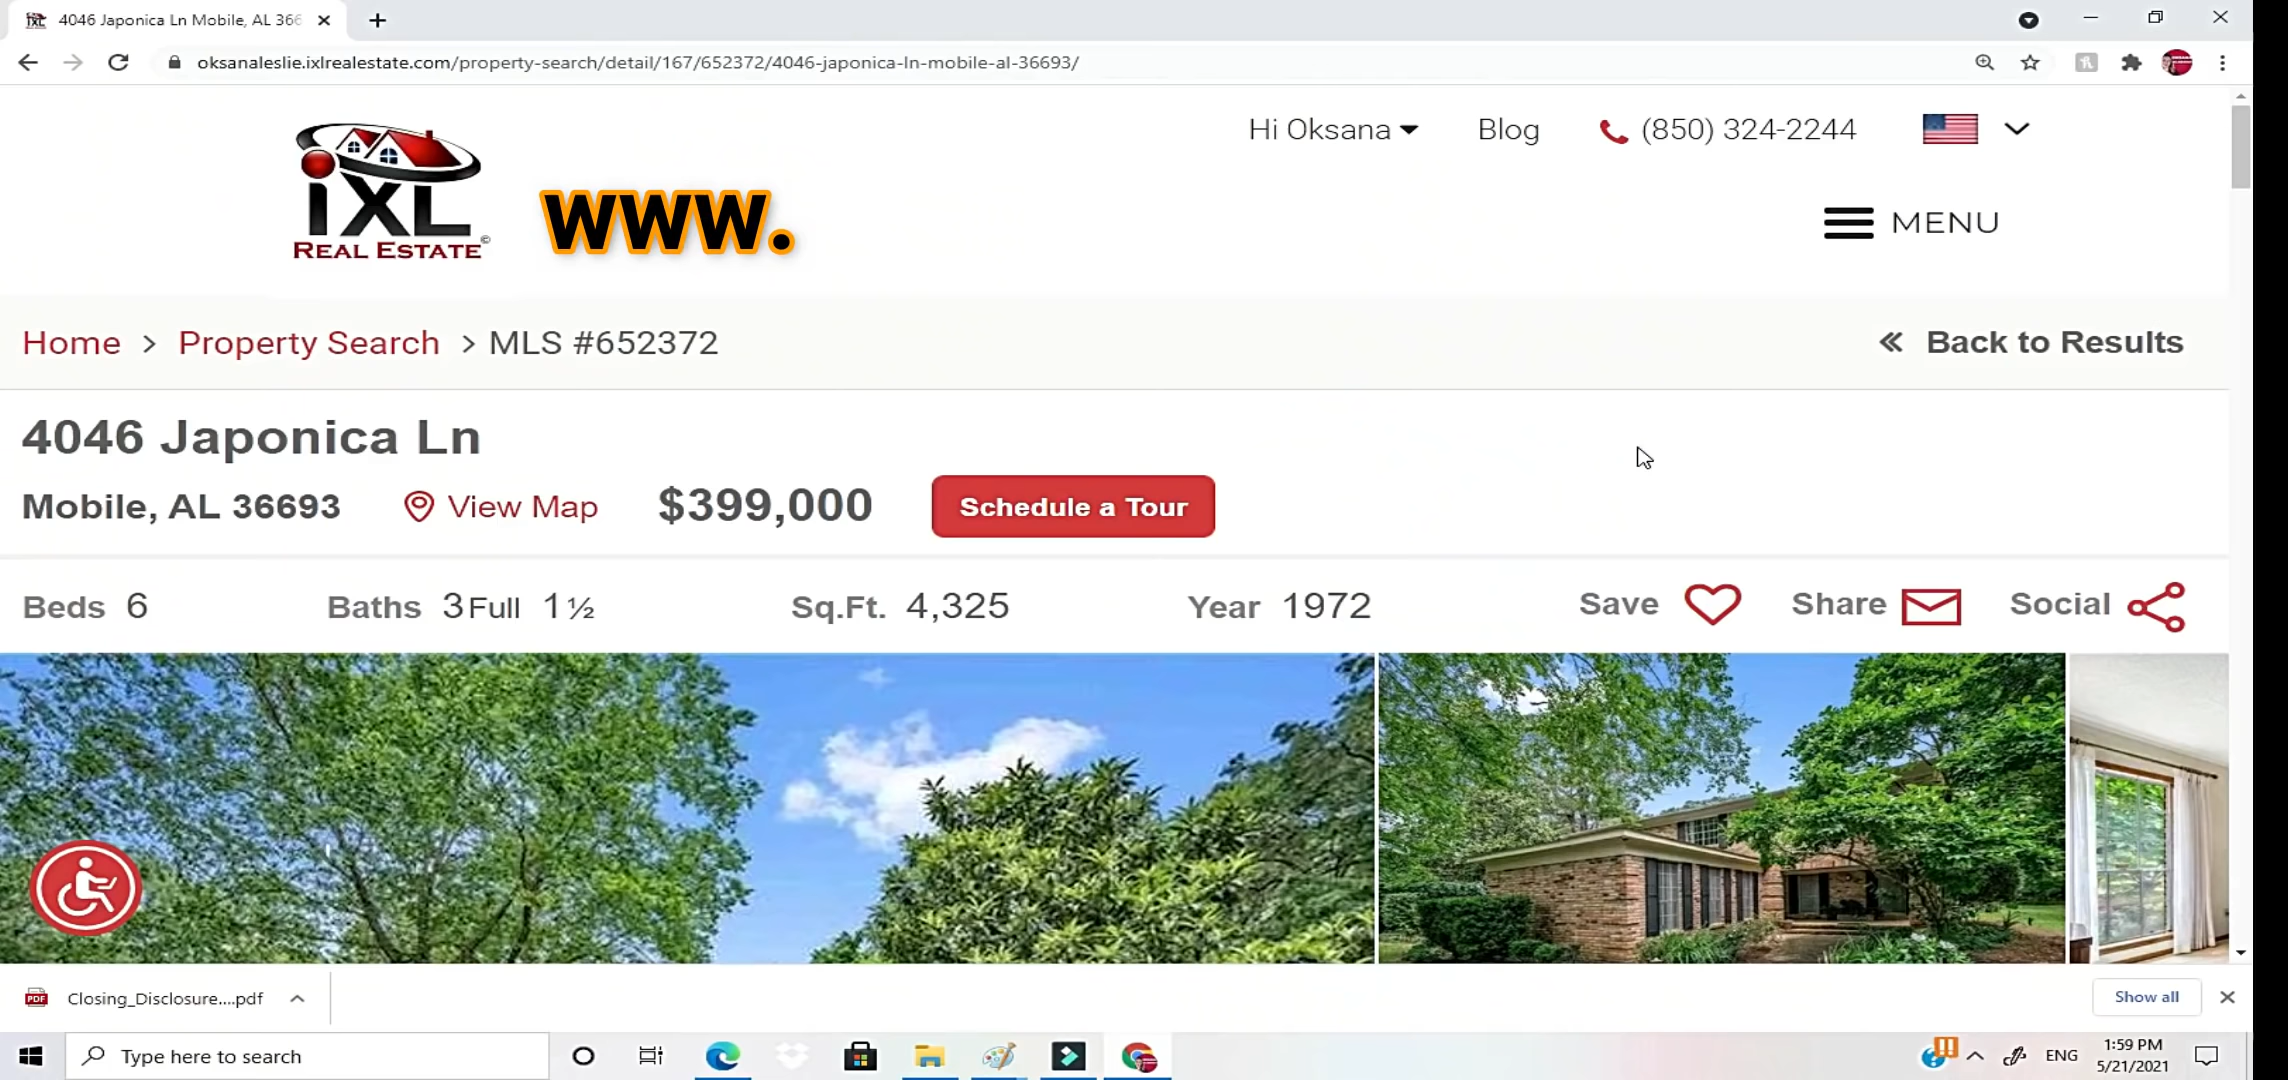 4046 Japonica Ln Mobile, AL 366
oksanaleslie.ixlrealestate.com/property-search/detail/167/652372/4046-japonica-ln-mobile-al-36693/
Hi Oksana Blog (850) 324-2244
iXL
REAL ESTATE©
www.
MENU
Home > Property Search > MLS #652372
« Back to Results
4046 Japonica Ln
Mobile, AL 36693 View Map $399,000 Schedule a Tour
Beds 6 Baths 3 Full 1 ½ Sq.Ft. 4,325 Year 1972 Save Share Social
PDF Closing_Disclosure....pdf Show all
Type here to search
ENG
1:59 PM
5/21/2021